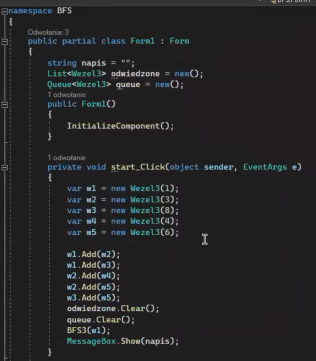 namespace BFS
{
Odwołania: 3
public partial class Form1 : Form
{
string napis = "";
List<Wezel3> odwiedzone = new();
Queue<Wezel3> queue = new();
1 odwołanie
public Form1()
{
InitializeComponent();
}
1 odwołanie
private void start_Click(object sender, EventArgs e)
{
var w1 = new Wezel3(1);
var w2 = new Wezel3(3);
var w3 = new Wezel3(8);
var w4 = new Wezel3(4);
var w5 = new Wezel3(6);
w1.Add(w2);
w1.Add(w3);
w2.Add(w4);
w2.Add(w5);
w3.Add(w5);
odwiedzone.Clear();
queue.Clear();
BFS3(w1);
MessageBox.Show(napis);
}